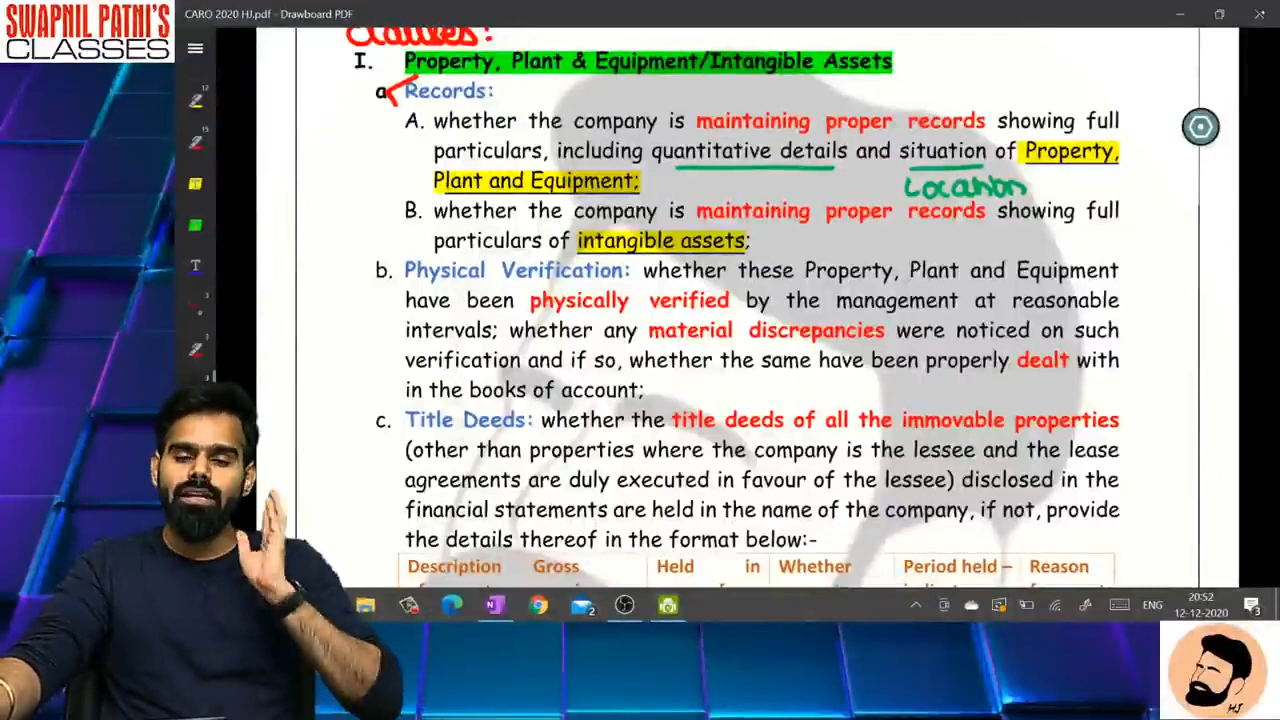 SWAPNIL PATNI'S
CLASSES
CARO 2020 HJ.pdf - Drawboard PDF
Clauses:
I. Property, Plant & Equipment/Intangible Assets
a. Records:
A. whether the company is maintaining proper records showing full
particulars, including quantitative details and situation of Property,
Plant and Equipment;
Location
B. whether the company is maintaining proper records showing full
particulars of intangible assets;
b. Physical Verification: whether these Property, Plant and Equipment
have been physically verified by the management at reasonable
intervals; whether any material discrepancies were noticed on such
verification and if so, whether the same have been properly dealt with
in the books of account;
c. Title Deeds: whether the title deeds of all the immovable properties
(other than properties where the company is the lessee and the lease
agreements are duly executed in favour of the lessee) disclosed in the
financial statements are held in the name of the company, if not, provide
the details thereof in the format below:-
Description Gross Held in Whether Period held – Reason
ENG
20:52
12-12-2020
HJ